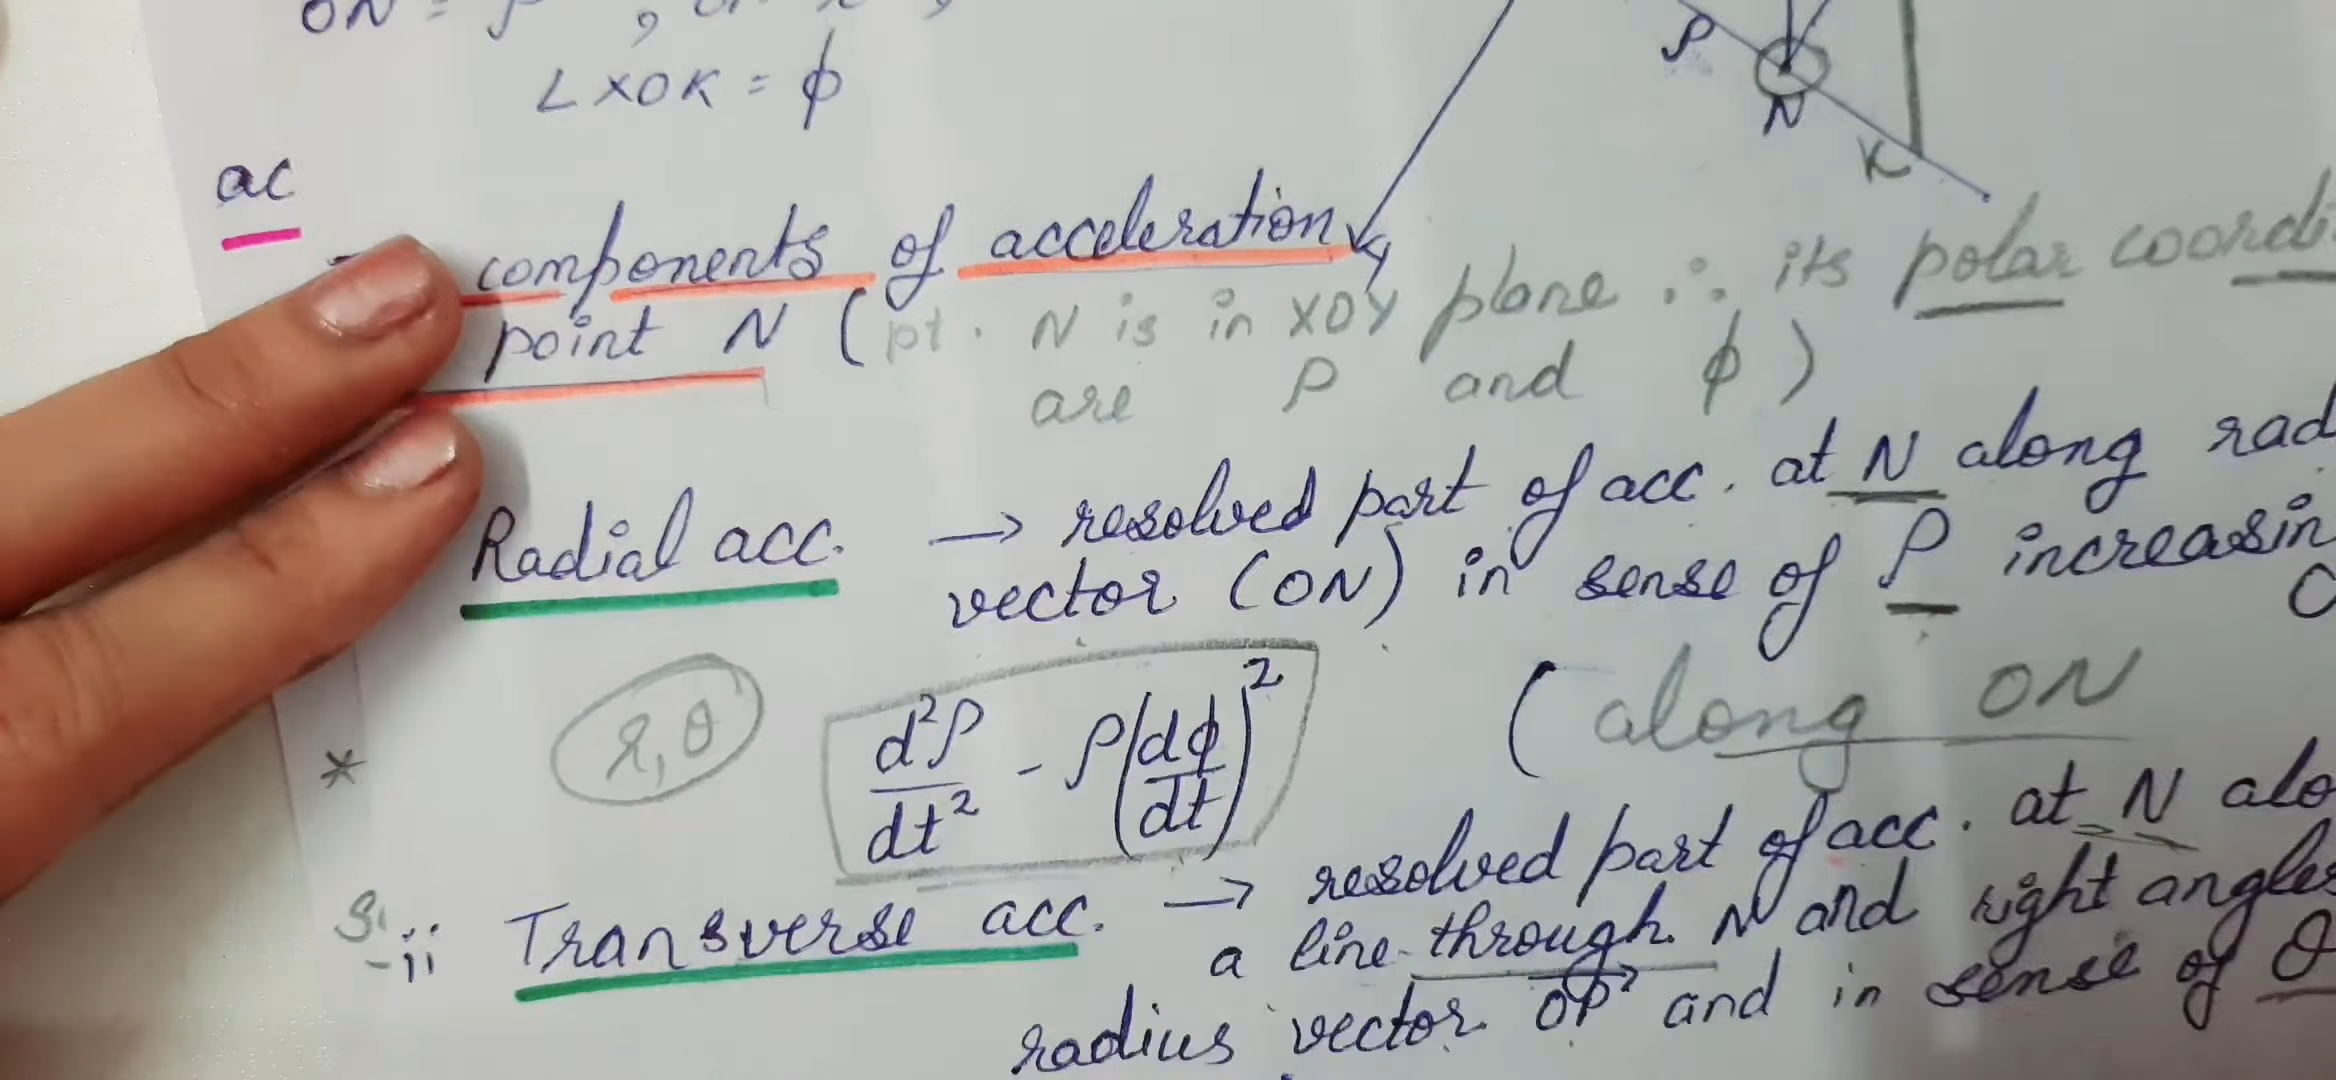 ON = ρ
∠XOK = φ
ρ
N
K
Y
ac
components of acceleration
point N (pt. N is in XOY plane ∴ its polar coordi
are ρ and φ)
Radial acc. → resolved part of acc. at N along rad
vector (ON) in sense of ρ increasin
(along ON
r, θ
d²ρ/dt² - ρ(dφ/dt)²
*
ii Transverse acc. → resolved part of acc. at N alo
a line through N and right angles
radius vector OP and in sense of θ